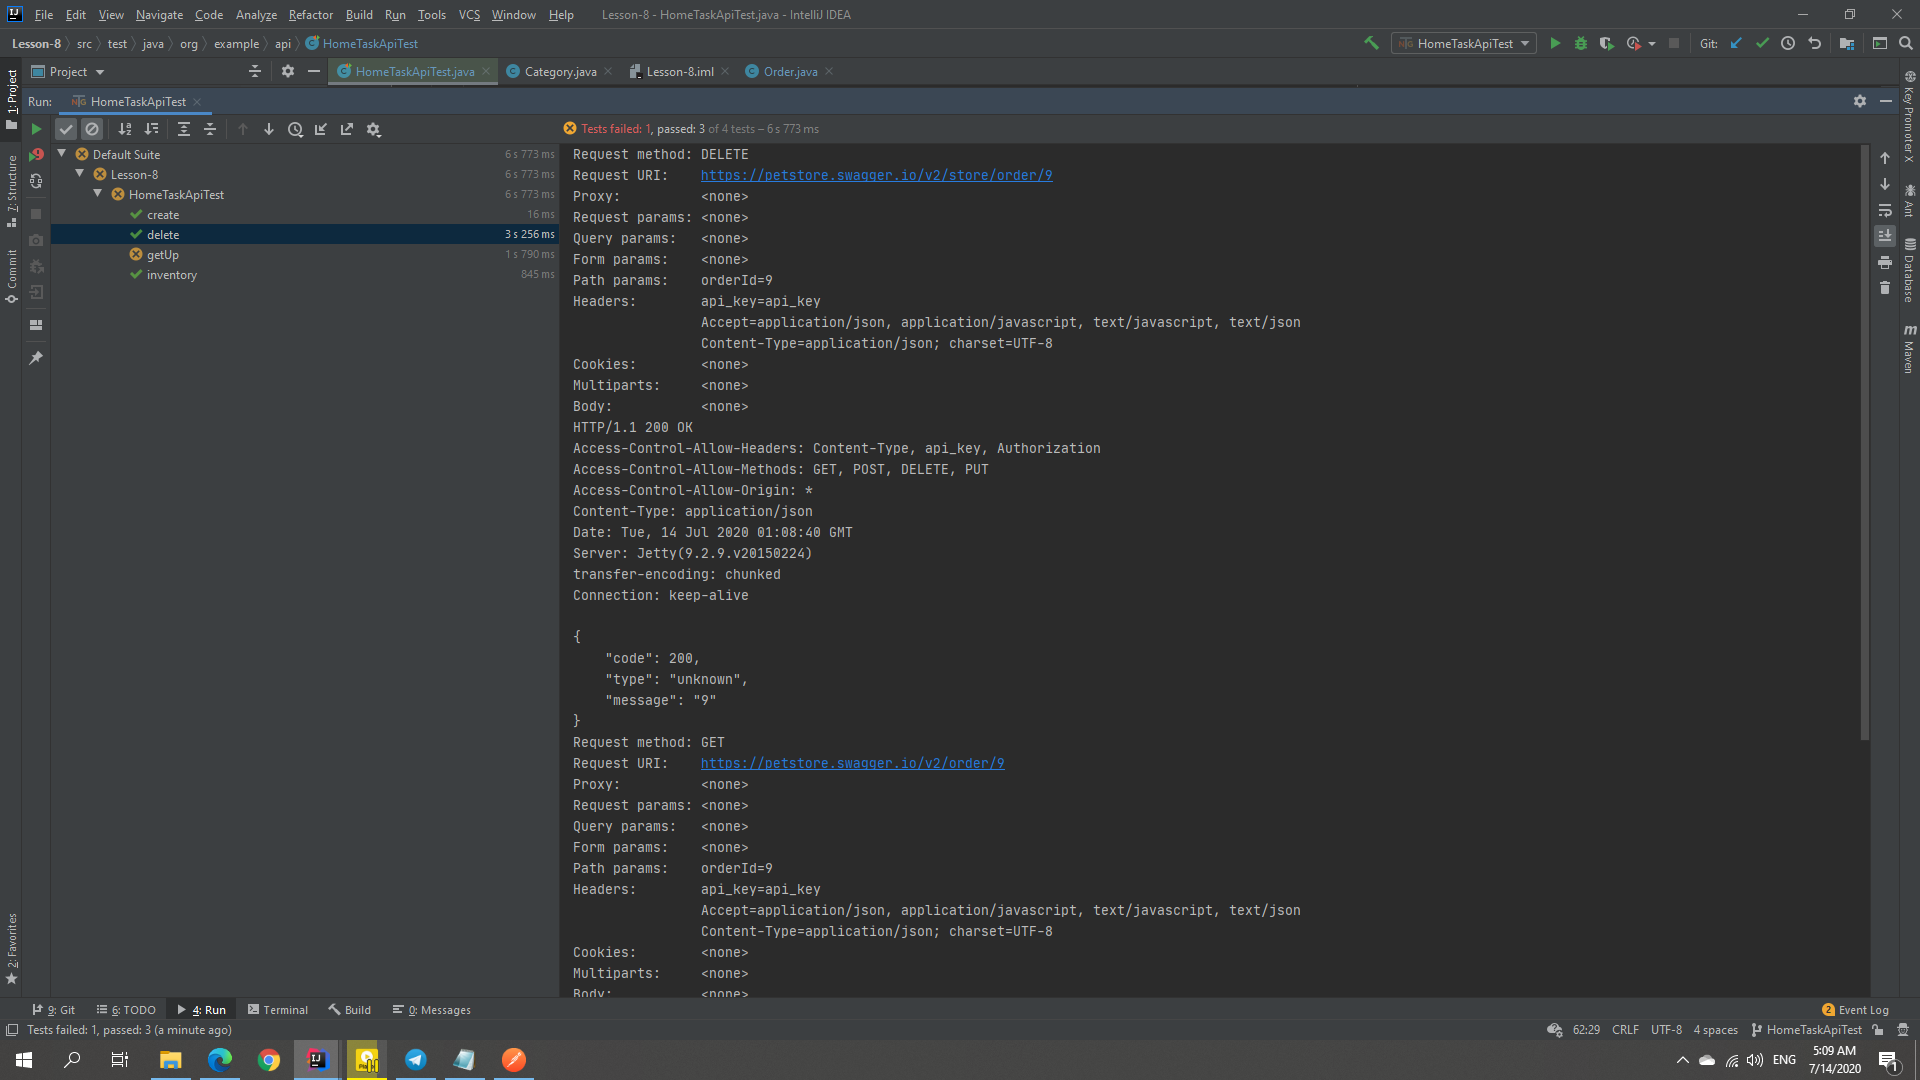 File Edit View Navigate Code Analyze Refactor Build Run Tools VCS Window Help Lesson-8 - HomeTaskApiTest.java - IntelliJ IDEA
Lesson-8 src test java org example api HomeTaskApiTest HomeTaskApiTest Git:
Project HomeTaskApiTest.java Category.java Lesson-8.iml Order.java
Run: HomeTaskApiTest
Tests failed: 1, passed: 3 of 4 tests – 6 s 773 ms
Default Suite 6 s 773 ms
Lesson-8 6 s 773 ms
HomeTaskApiTest 6 s 773 ms
create 16 ms
delete 3 s 256 ms
getUp 1 s 790 ms
inventory 845 ms
Request method: DELETE
Request URI: https://petstore.swagger.io/v2/store/order/9
Proxy: <none>
Request params: <none>
Query params: <none>
Form params: <none>
Path params: orderId=9
Headers: api_key=api_key
Accept=application/json, application/javascript, text/javascript, text/json
Content-Type=application/json; charset=UTF-8
Cookies: <none>
Multiparts: <none>
Body: <none>
HTTP/1.1 200 OK
Access-Control-Allow-Headers: Content-Type, api_key, Authorization
Access-Control-Allow-Methods: GET, POST, DELETE, PUT
Access-Control-Allow-Origin: *
Content-Type: application/json
Date: Tue, 14 Jul 2020 01:08:40 GMT
Server: Jetty(9.2.9.v20150224)
transfer-encoding: chunked
Connection: keep-alive
{
"code": 200,
"type": "unknown",
"message": "9"
}
Request method: GET
Request URI: https://petstore.swagger.io/v2/order/9
Proxy: <none>
Request params: <none>
Query params: <none>
Form params: <none>
Path params: orderId=9
Headers: api_key=api_key
Accept=application/json, application/javascript, text/javascript, text/json
Content-Type=application/json; charset=UTF-8
Cookies: <none>
Multiparts: <none>
Body: <none>
1: Project
7: Structure
Commit
2: Favorites
Key Promoter X
Ant
Database
Maven
9: Git 6: TODO 4: Run Terminal Build 0: Messages 2 Event Log
Tests failed: 1, passed: 3 (a minute ago) 62:29 CRLF UTF-8 4 spaces HomeTaskApiTest
ENG 5:09 AM
7/14/2020 1